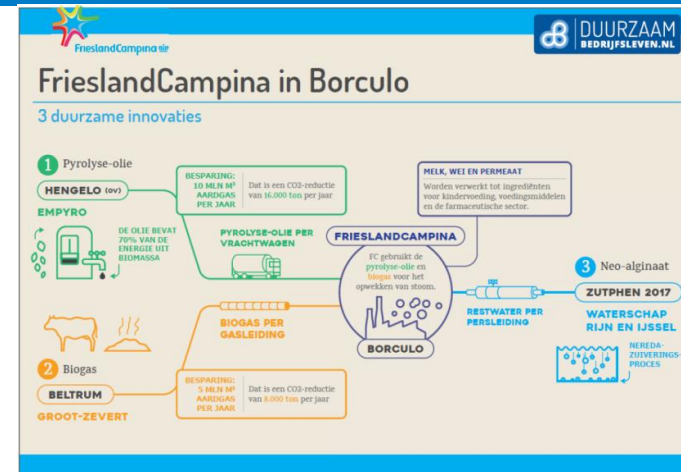 FrieslandCampina
DUURZAAM
BEDRIJFSLEVEN.NL
FrieslandCampina in Borculo
3 duurzame innovaties
1 Pyrolyse-olie
HENGELO (OV)
EMPYRO
DE OLIE BEVAT
70% VAN DE
ENERGIE UIT
BIOMASSA
BESPARING:
10 MLN M³
AARDGAS
PER JAAR
Dat is een CO2-reductie
van 16.000 ton per jaar
PYROLYSE-OLIE PER
VRACHTWAGEN
MELK, WEI EN PERMEAAT
Worden verwerkt tot ingrediënten
voor kindervoeding, voedingsmiddelen
en de farmaceutische sector.
FRIESLANDCAMPINA
FC gebruikt de
pyrolyse-olie en
biogas voor het
opwekken van stoom.
BORCULO
3 Neo-alginaat
ZUTPHEN 2017
WATERSCHAP
RIJN EN IJSSEL
NEREDA-
ZUIVERINGS-
PROCES
RESTWATER PER
PERSLEIDING
BIOGAS PER
GASLEIDING
2 Biogas
BELTRUM
GROOT-ZEVERT
BESPARING:
5 MLN M³
AARDGAS
PER JAAR
Dat is een CO2-reductie
van 8.000 ton per jaar